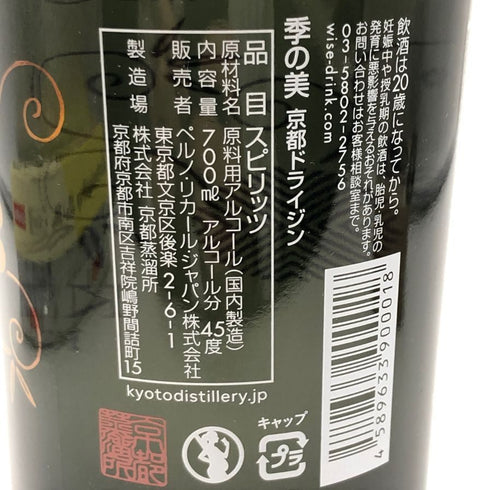 飲酒は20歳になってから。
妊娠中や授乳期の飲酒は、胎児・乳児の
発育に悪影響を与えるおそれがあります。
お問い合わせはお客様相談室まで。
03-5802-2756
wise-drink.com
季の美 京都ドライジン
品目 スピリッツ
原材料名 原料用アルコール(国内製造)
内容量 700㎖ アルコール分 45度
販売者 ペルノ・リカール・ジャパン株式会社
東京都文京区後楽2-6-1
製造場 株式会社 京都蒸溜所
京都府京都市南区吉祥院嶋野間詰町15
kyotodistillery.jp
キャップ
プラ
4589633900018